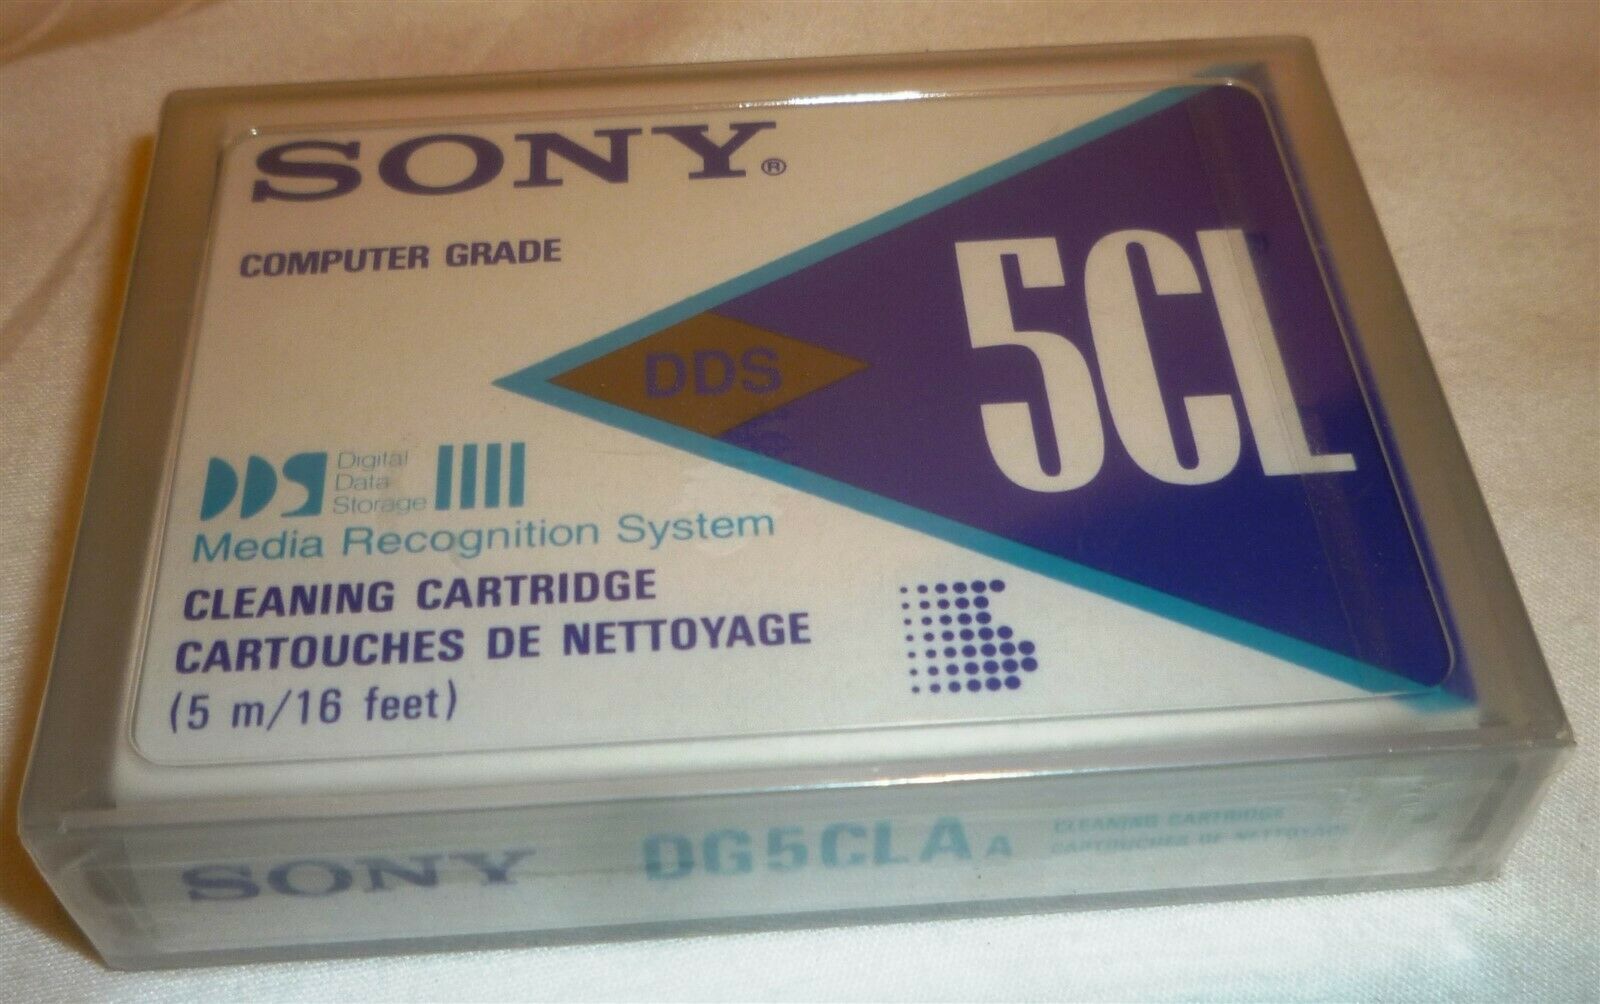 SONY®
COMPUTER GRADE
DDS
5CL
DDS Digital
Data
Storage
Media Recognition System
CLEANING CARTRIDGE
CARTOUCHES DE NETTOYAGE
(5 m/16 feet)
SONY DG5CLA A CLEANING CARTRIDGE
CARTOUCHES DE NETTOYAGE